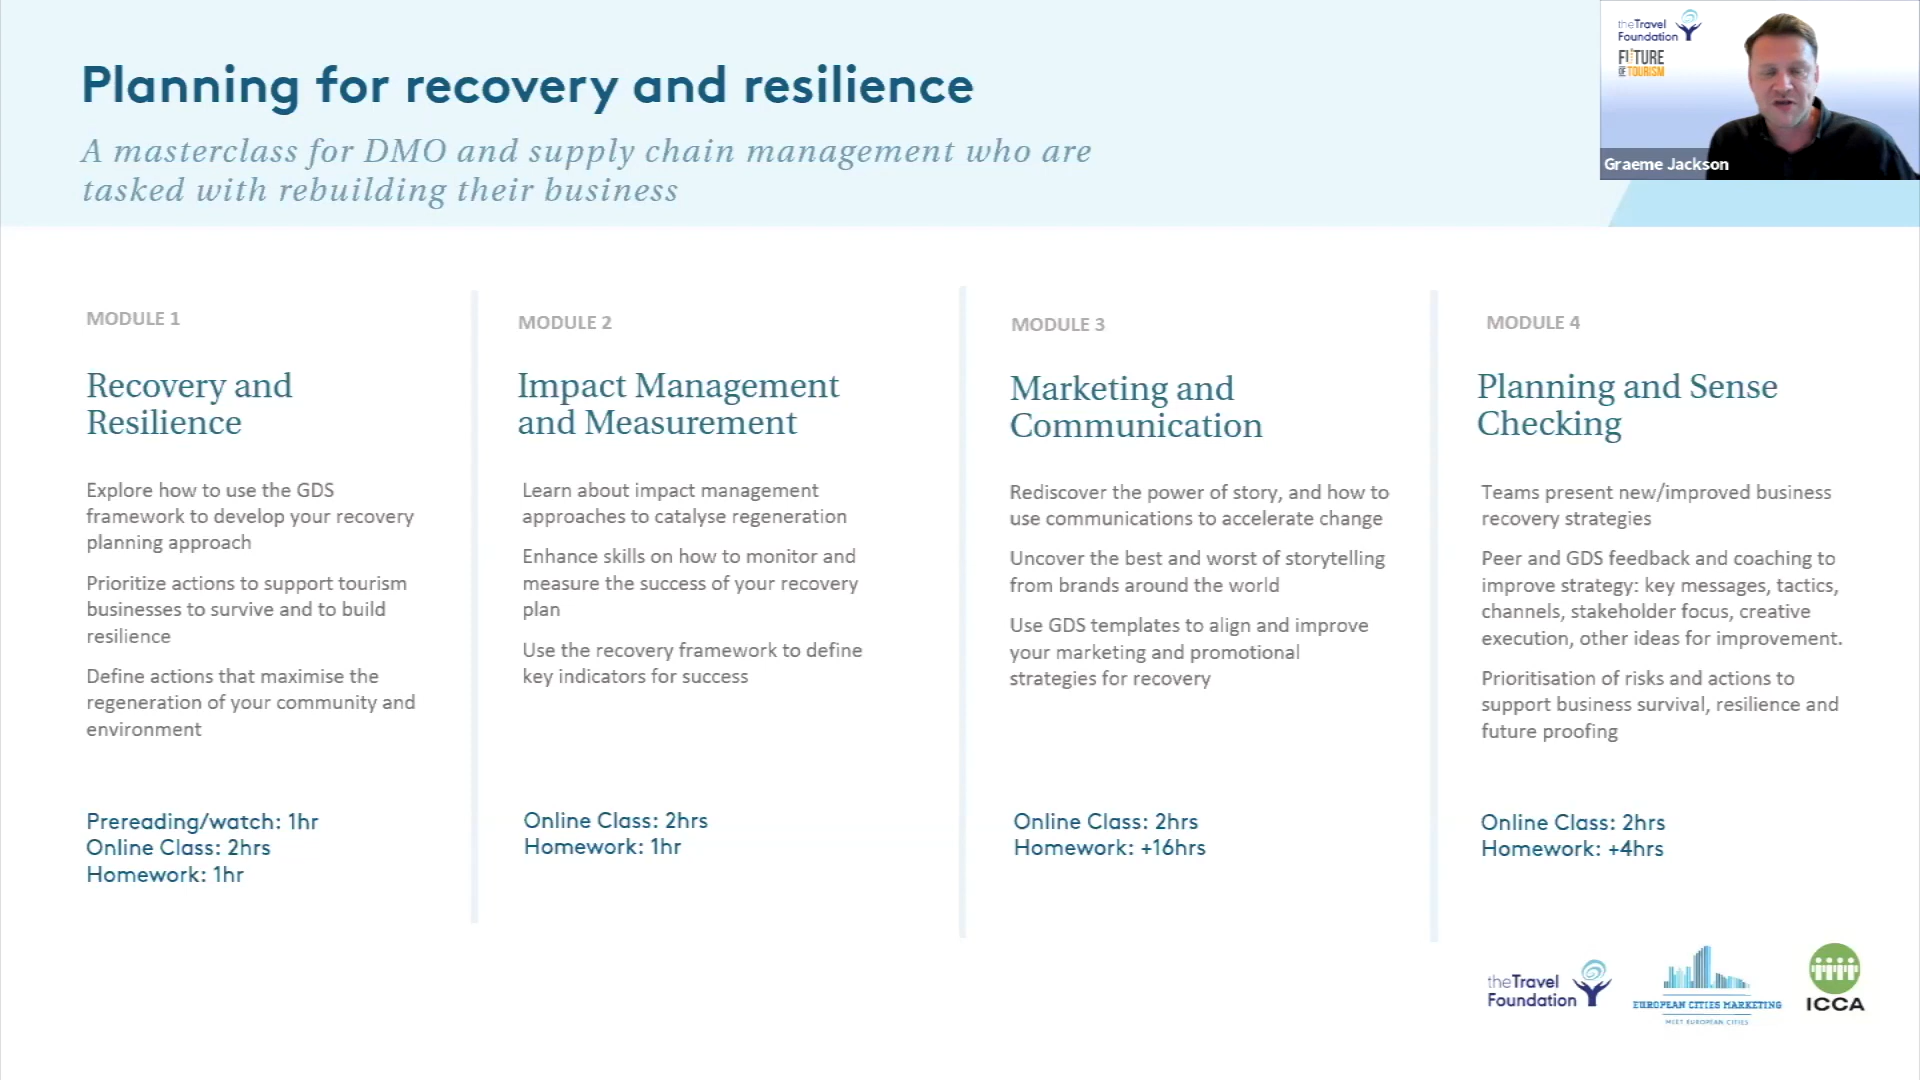 Planning for recovery and resilience
A masterclass for DMO and supply chain management who are
tasked with rebuilding their business
theTravel
Foundation
FUTURE
OF TOURISM
Graeme Jackson
MODULE 1
Recovery and
Resilience
Explore how to use the GDS
framework to develop your recovery
planning approach
Prioritize actions to support tourism
businesses to survive and to build
resilience
Define actions that maximise the
regeneration of your community and
environment
Prereading/watch: 1hr
Online Class: 2hrs
Homework: 1hr
MODULE 2
Impact Management
and Measurement
Learn about impact management
approaches to catalyse regeneration
Enhance skills on how to monitor and
measure the success of your recovery
plan
Use the recovery framework to define
key indicators for success
Online Class: 2hrs
Homework: 1hr
MODULE 3
Marketing and
Communication
Rediscover the power of story, and how to
use communications to accelerate change
Uncover the best and worst of storytelling
from brands around the world
Use GDS templates to align and improve
your marketing and promotional
strategies for recovery
Online Class: 2hrs
Homework: +16hrs
MODULE 4
Planning and Sense
Checking
Teams present new/improved business
recovery strategies
Peer and GDS feedback and coaching to
improve strategy: key messages, tactics,
channels, stakeholder focus, creative
execution, other ideas for improvement.
Prioritisation of risks and actions to
support business survival, resilience and
future proofing
Online Class: 2hrs
Homework: +4hrs
theTravel
Foundation
EUROPEAN CITIES MARKETING
MEET EUROPEAN CITIES
ICCA